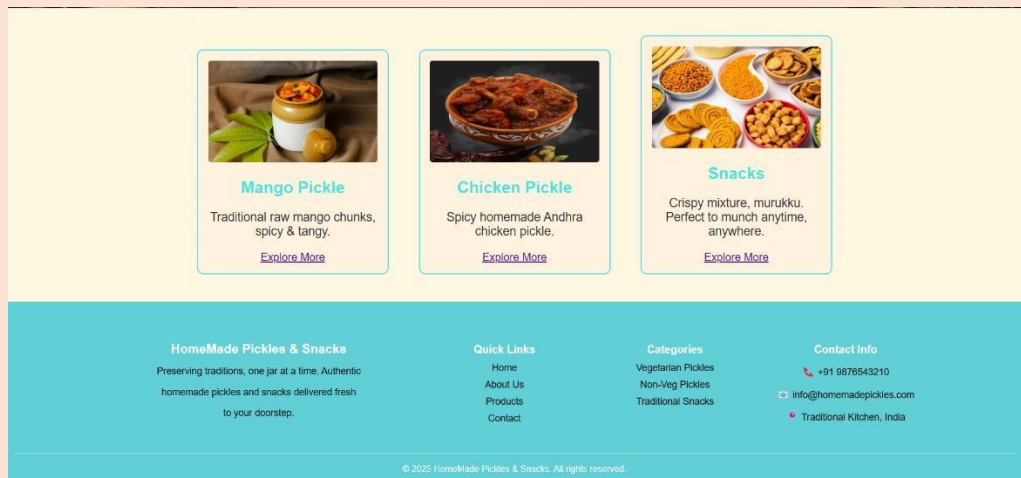 Mango Pickle
Traditional raw mango chunks,
spicy & tangy.
Explore More
Chicken Pickle
Spicy homemade Andhra
chicken pickle.
Explore More
Snacks
Crispy mixture, murukku.
Perfect to munch anytime,
anywhere.
Explore More
HomeMade Pickles & Snacks
Preserving traditions, one jar at a time. Authentic
homemade pickles and snacks delivered fresh
to your doorstep.
Quick Links
Home
About Us
Products
Contact
Categories
Vegetarian Pickles
Non-Veg Pickles
Traditional Snacks
Contact Info
+91 9876543210
info@homemadepickles.com
Traditional Kitchen, India
© 2025 HomeMade Pickles & Snacks. All rights reserved.